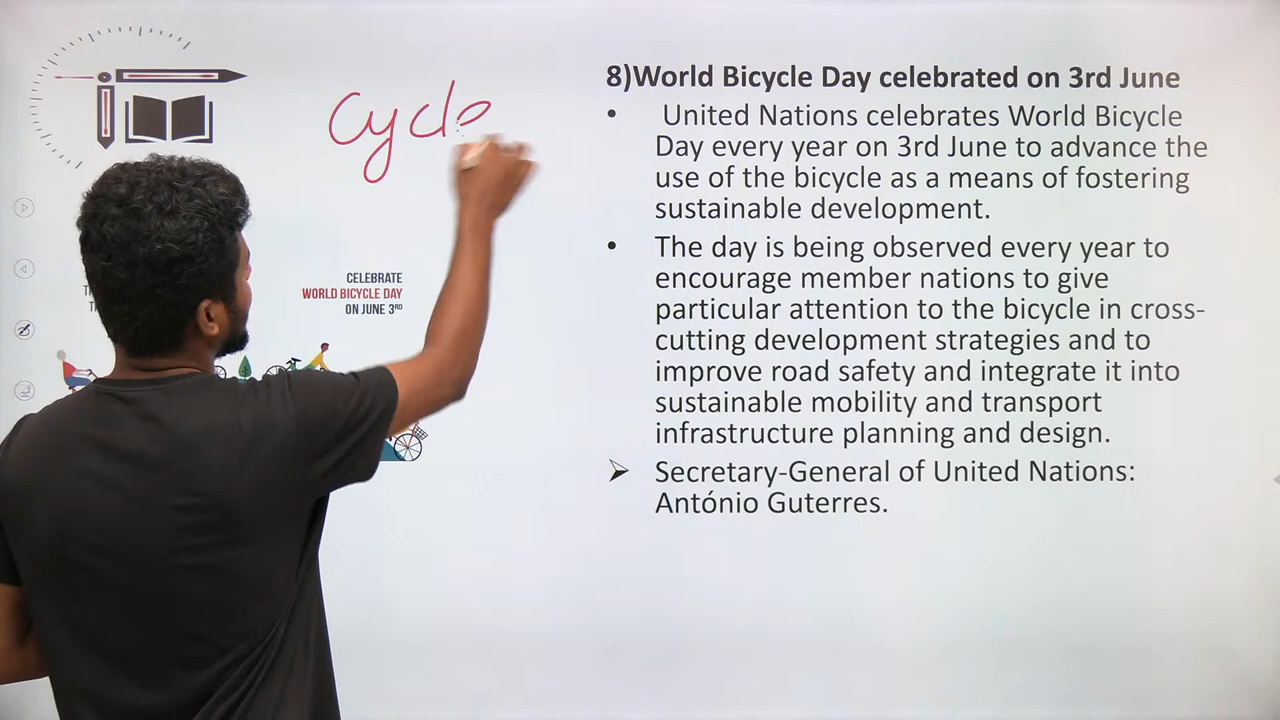 Cycle
CELEBRATE
WORLD BICYCLE DAY
ON JUNE 3RD
8)World Bicycle Day celebrated on 3rd June
• United Nations celebrates World Bicycle
Day every year on 3rd June to advance the
use of the bicycle as a means of fostering
sustainable development.
• The day is being observed every year to
encourage member nations to give
particular attention to the bicycle in cross-
cutting development strategies and to
improve road safety and integrate it into
sustainable mobility and transport
infrastructure planning and design.
➢ Secretary-General of United Nations:
António Guterres.